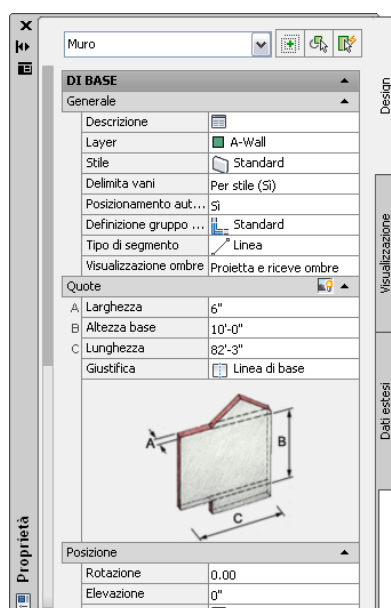 Muro
DI BASE
Generale
Descrizione
Layer A-Wall
Stile Standard
Delimita vani Per stile (Sì)
Posizionamento aut... Sì
Definizione gruppo ... Standard
Tipo di segmento Linea
Visualizzazione ombre Proietta e riceve ombre
Quote
A Larghezza 6"
B Altezza base 10'-0"
C Lunghezza 82'-3"
Giustifica Linea di base
A
B
C
Posizione
Rotazione 0.00
Elevazione 0"
Design
Visualizzazione
Dati estesi
Proprietà